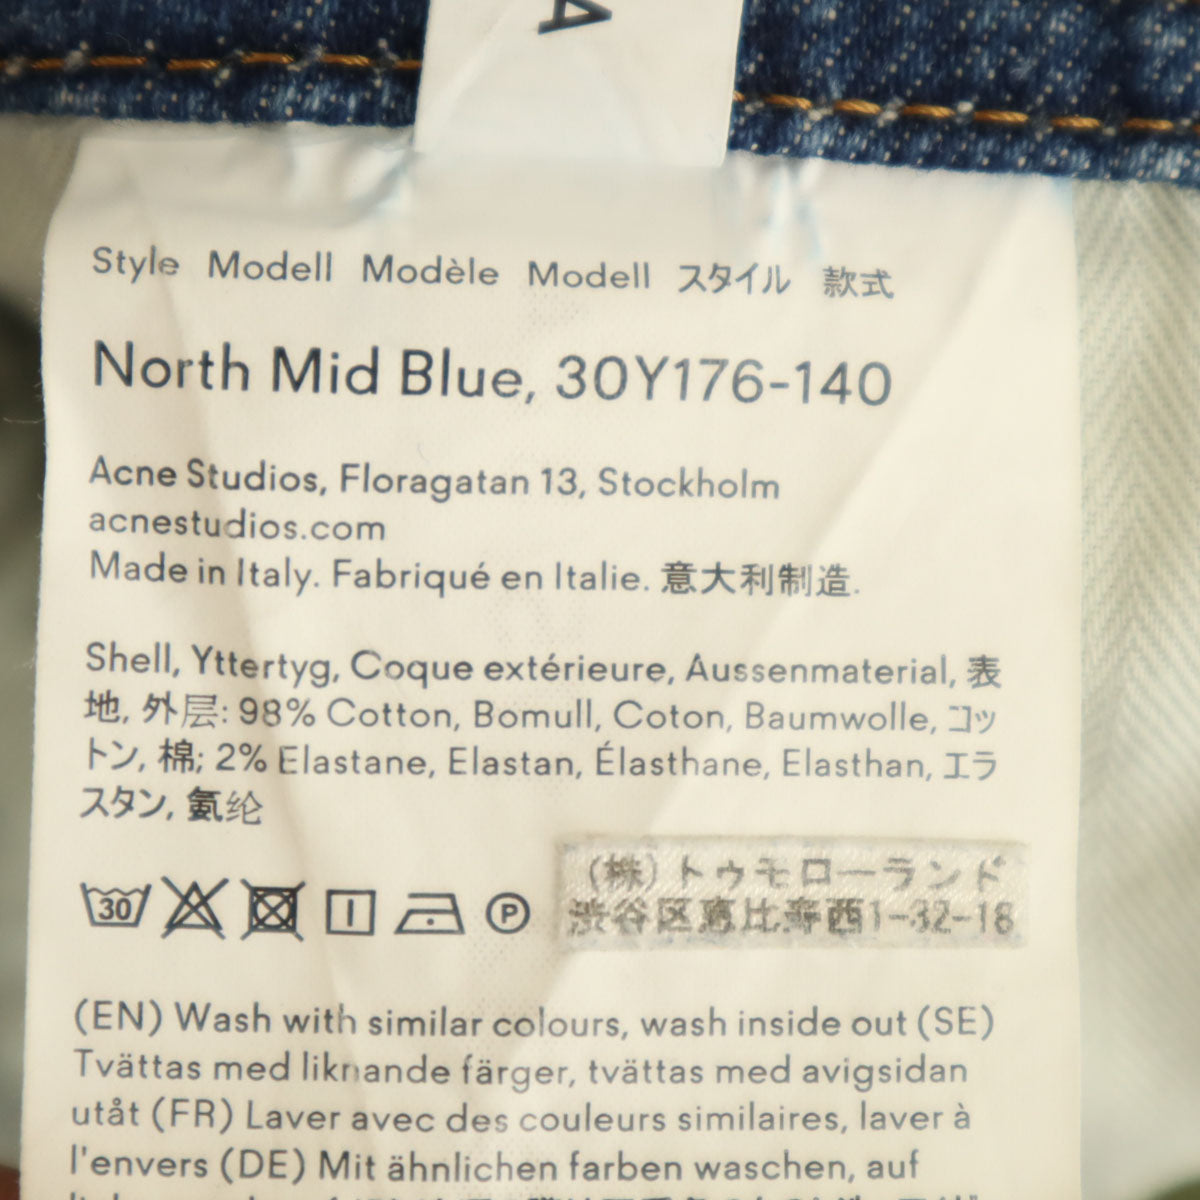 4
Style Modell Modèle Modell スタイル 款式
North Mid Blue, 30Y176-140
Acne Studios, Floragatan 13, Stockholm
acnestudios.com
Made in Italy. Fabriqué en Italie. 意大利制造.
Shell, Yttertyg, Coque extérieure, Aussenmaterial, 表
地, 外层: 98% Cotton, Bomull, Coton, Baumwolle, コッ
トン, 棉; 2% Elastane, Elastan, Élasthane, Elasthan, エラ
スタン, 氨纶
30 P
(株)トゥモローランド
渋谷区恵比寿西1-32-18
(EN) Wash with similar colours, wash inside out (SE)
Tvättas med liknande färger, tvättas med avigsidan
utåt (FR) Laver avec des couleurs similaires, laver à
l'envers (DE) Mit ähnlichen farben waschen, auf